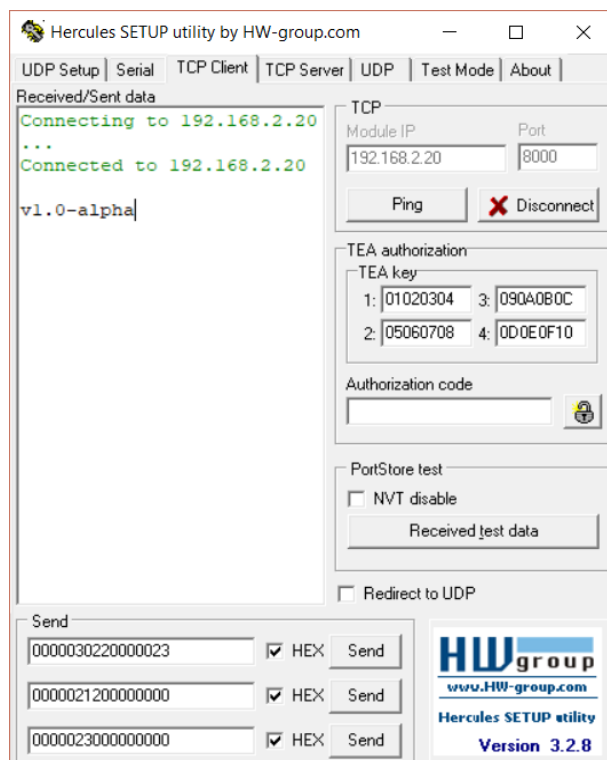 Hercules SETUP utility by HW-group.com
UDP Setup Serial TCP Client TCP Server UDP Test Mode About
Received/Sent data
Connecting to 192.168.2.20
...
Connected to 192.168.2.20
v1.0-alpha
TCP
Module IP Port
192.168.2.20 8000
Ping Disconnect
TEA authorization
TEA key
1: 01020304 3: 090A0B0C
2: 05060708 4: 0D0E0F10
Authorization code
PortStore test
NVT disable
Received test data
Redirect to UDP
Send
0000030220000023 HEX Send
0000021200000000 HEX Send
0000023000000000 HEX Send
HW group
www.HW-group.com
Hercules SETUP utility
Version 3.2.8